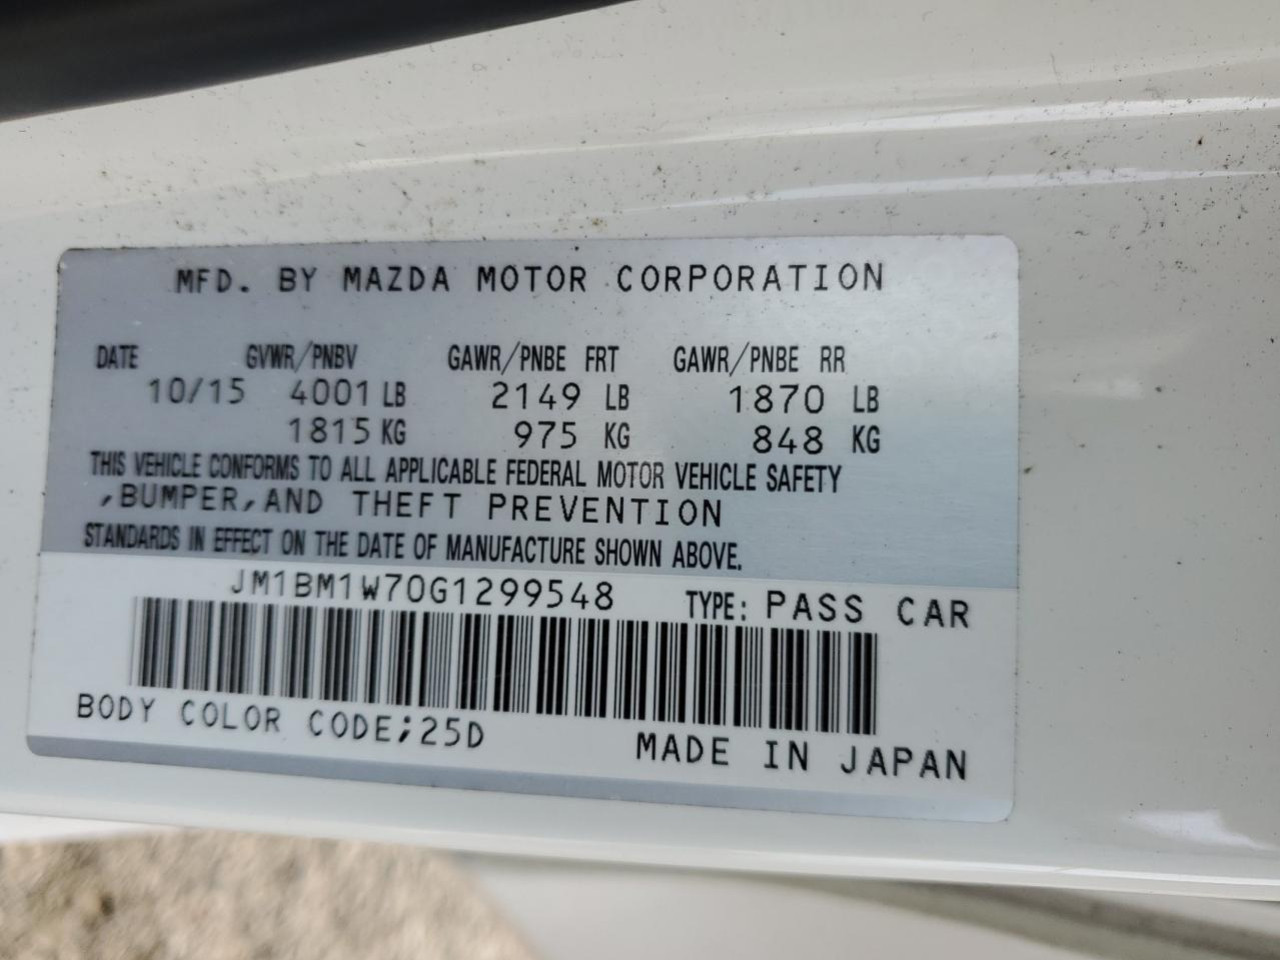 MFD. BY MAZDA MOTOR CORPORATION
DATE GVWR/PNBV GAWR/PNBE FRT GAWR/PNBE RR
10/15 4001 LB 2149 LB 1870 LB
1815 KG 975 KG 848 KG
THIS VEHICLE CONFORMS TO ALL APPLICABLE FEDERAL MOTOR VEHICLE SAFETY
,BUMPER,AND THEFT PREVENTION
STANDARDS IN EFFECT ON THE DATE OF MANUFACTURE SHOWN ABOVE.
JM1BM1W70G1299548 TYPE: PASS CAR
BODY COLOR CODE;25D
MADE IN JAPAN